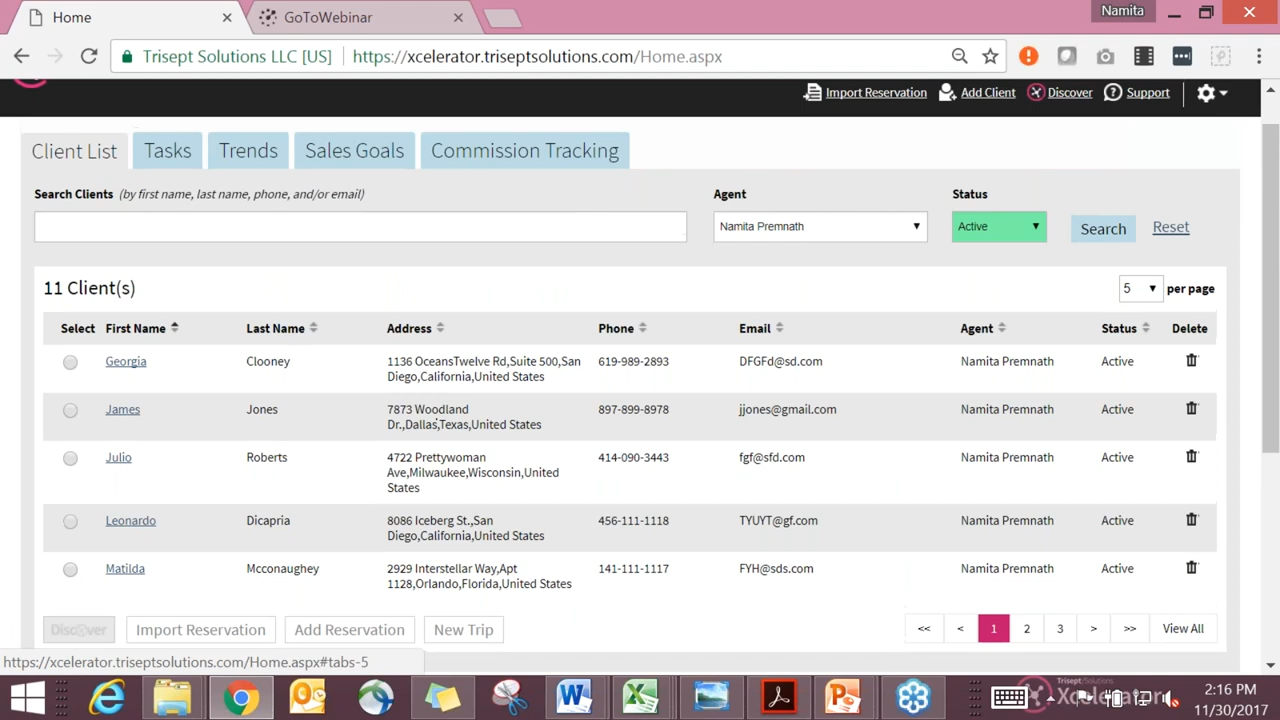 Home
GoToWebinar
Namita
Trisept Solutions LLC [US]
https://xcelerator.triseptsolutions.com/Home.aspx
Import Reservation
Add Client
Discover
Support
Client List
Tasks
Trends
Sales Goals
Commission Tracking
Search Clients (by first name, last name, phone, and/or email)
Agent
Status
Namita Premnath
Active
Search
Reset
11 Client(s)
5
per page
Select First Name Last Name Address Phone Email Agent Status Delete
Georgia Clooney 1136 OceansTwelve Rd,Suite 500,San 619-989-2893 DFGFd@sd.com Namita Premnath Active
Diego,California,United States
James Jones 7873 Woodland 897-899-8978 jjones@gmail.com Namita Premnath Active
Dr.,Dallas,Texas,United States
Julio Roberts 4722 Prettywoman 414-090-3443 fgf@sfd.com Namita Premnath Active
Ave,Milwaukee,Wisconsin,United
States
Leonardo Dicapria 8086 Iceberg St.,San 456-111-1118 TYUYT@gf.com Namita Premnath Active
Diego,California,United States
Matilda Mcconaughey 2929 Interstellar Way,Apt 141-111-1117 FYH@sds.com Namita Premnath Active
1128,Orlando,Florida,United States
Discover
Import Reservation
Add Reservation
New Trip
<< < 1 2 3 > >> View All
https://xcelerator.triseptsolutions.com/Home.aspx#tabs-5
Trisept/Solutions
Xcelerator
2:16 PM
11/30/2017